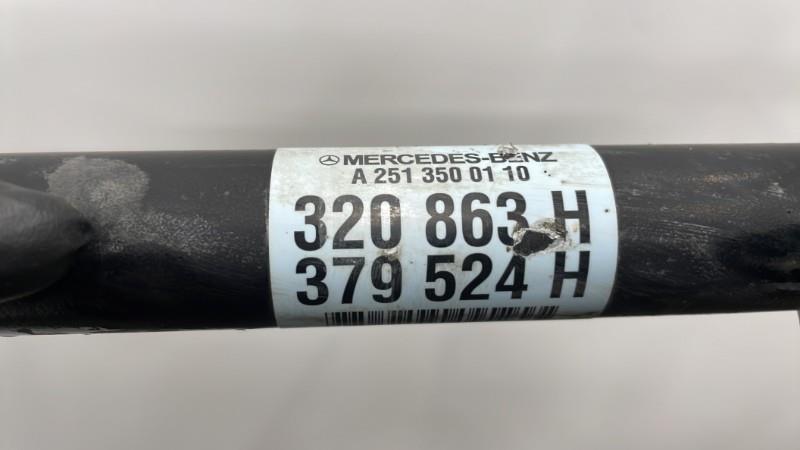 MERCEDES-BENZ
A 251 350 01 10
320 863 H
379 524 H